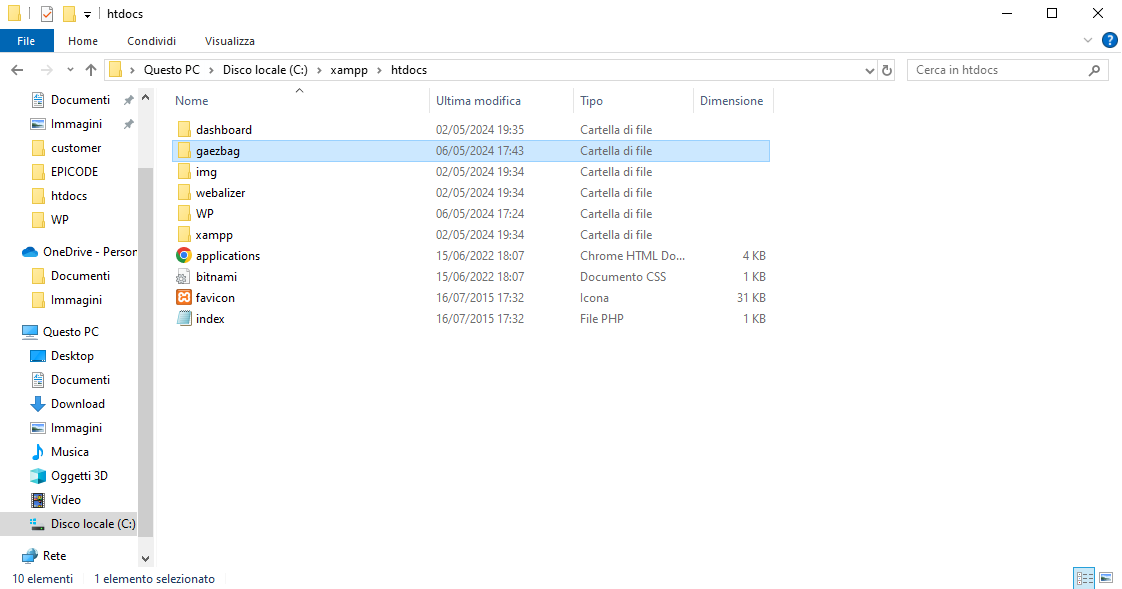 htdocs
File Home Condividi Visualizza
Questo PC Disco locale (C:) xampp htdocs Cerca in htdocs
Documenti
Immagini
customer
EPICODE
htdocs
WP
OneDrive - Person
Documenti
Immagini
Questo PC
Desktop
Documenti
Download
Immagini
Musica
Oggetti 3D
Video
Disco locale (C:)
Rete
Nome Ultima modifica Tipo Dimensione
dashboard 02/05/2024 19:35 Cartella di file
gaezbag 06/05/2024 17:43 Cartella di file
img 02/05/2024 19:34 Cartella di file
webalizer 02/05/2024 19:34 Cartella di file
WP 06/05/2024 17:24 Cartella di file
xampp 02/05/2024 19:34 Cartella di file
applications 15/06/2022 18:07 Chrome HTML Do... 4 KB
bitnami 15/06/2022 18:07 Documento CSS 1 KB
favicon 16/07/2015 17:32 Icona 31 KB
index 16/07/2015 17:32 File PHP 1 KB
10 elementi 1 elemento selezionato